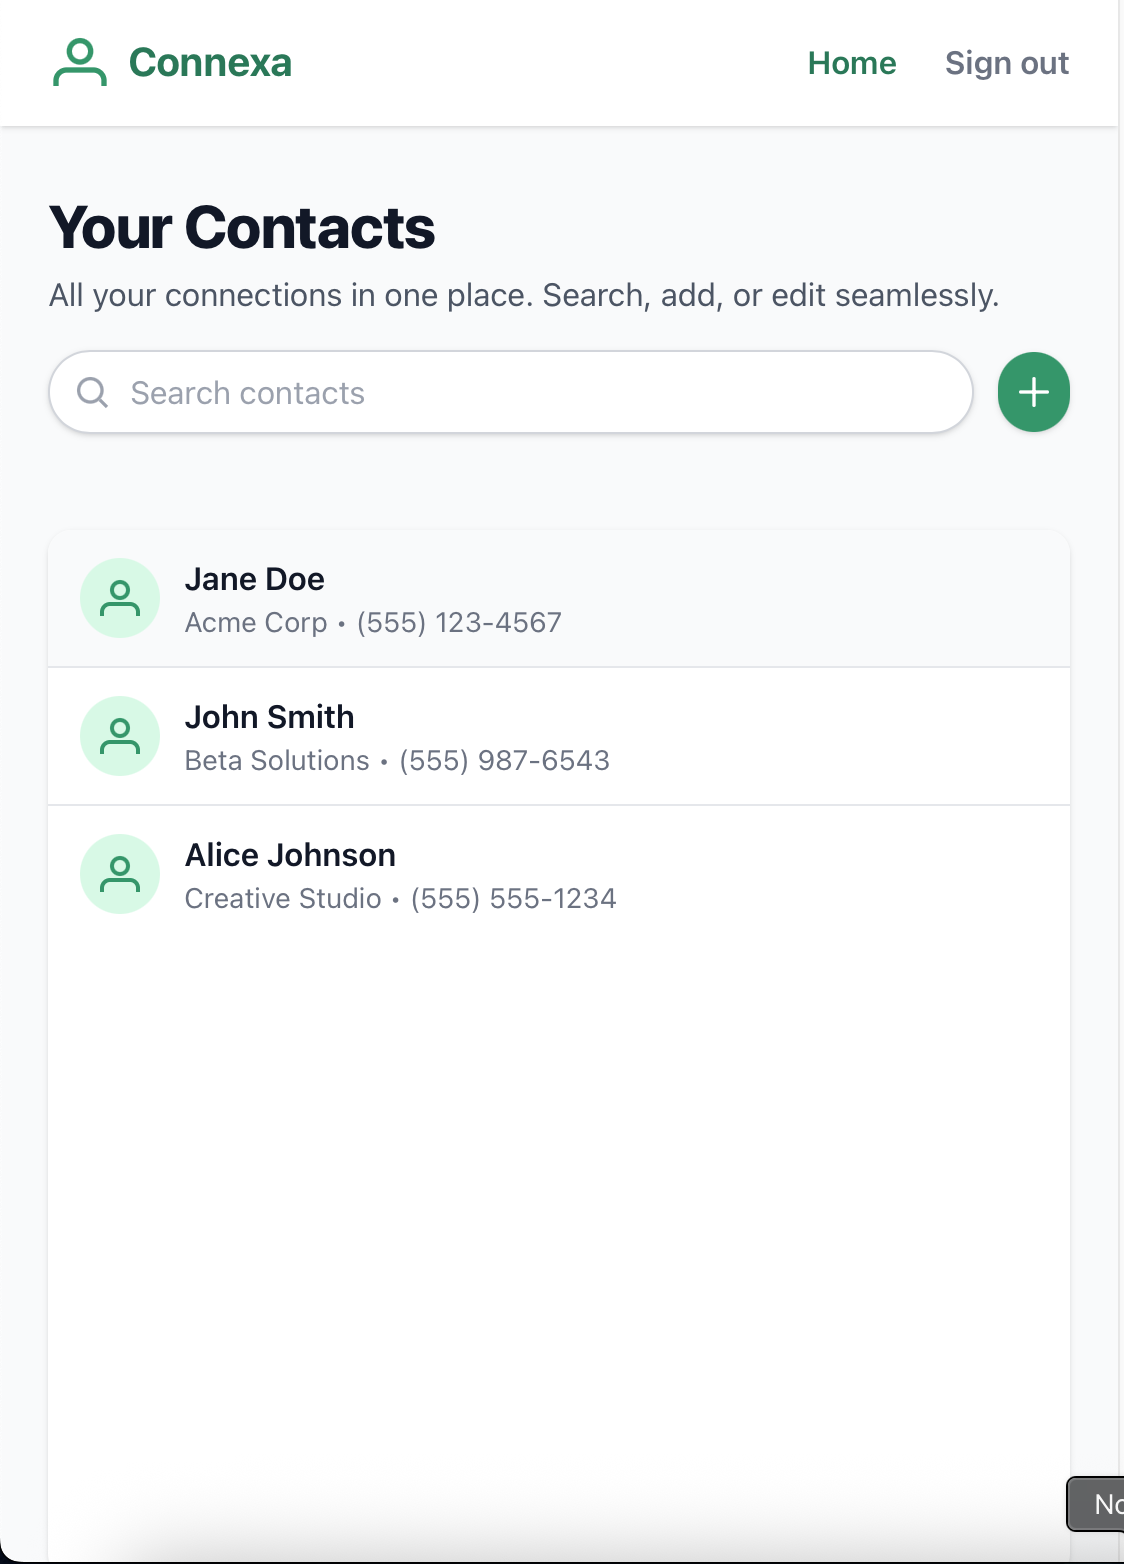 Connexa
Home
Sign out
Your Contacts
All your connections in one place. Search, add, or edit seamlessly.
Search contacts
Jane Doe
Acme Corp • (555) 123-4567
John Smith
Beta Solutions • (555) 987-6543
Alice Johnson
Creative Studio • (555) 555-1234